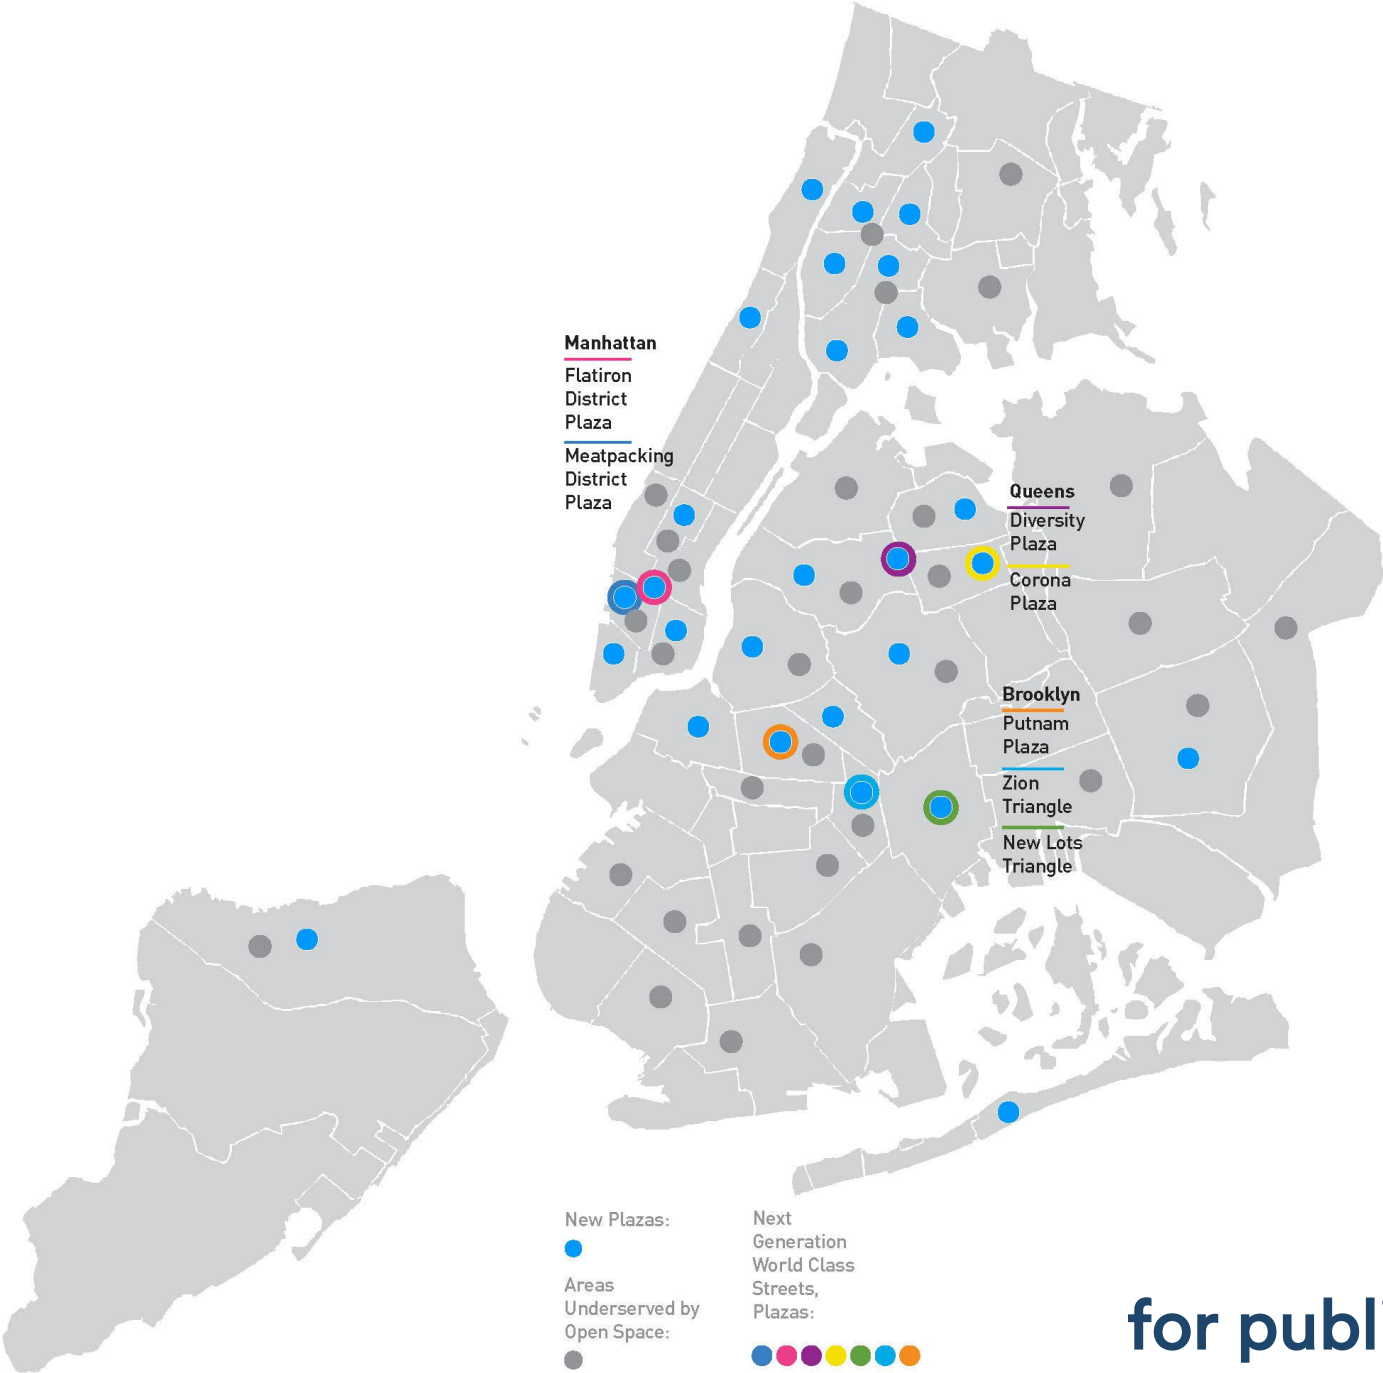 Manhattan
Flatiron
District
Plaza
Meatpacking
District
Plaza
Queens
Diversity
Plaza
Corona
Plaza
Brooklyn
Putnam
Plaza
Zion
Triangle
New Lots
Triangle
New Plazas:
Areas
Underserved by
Open Space:
Next
Generation
World Class
Streets,
Plazas:
for publi